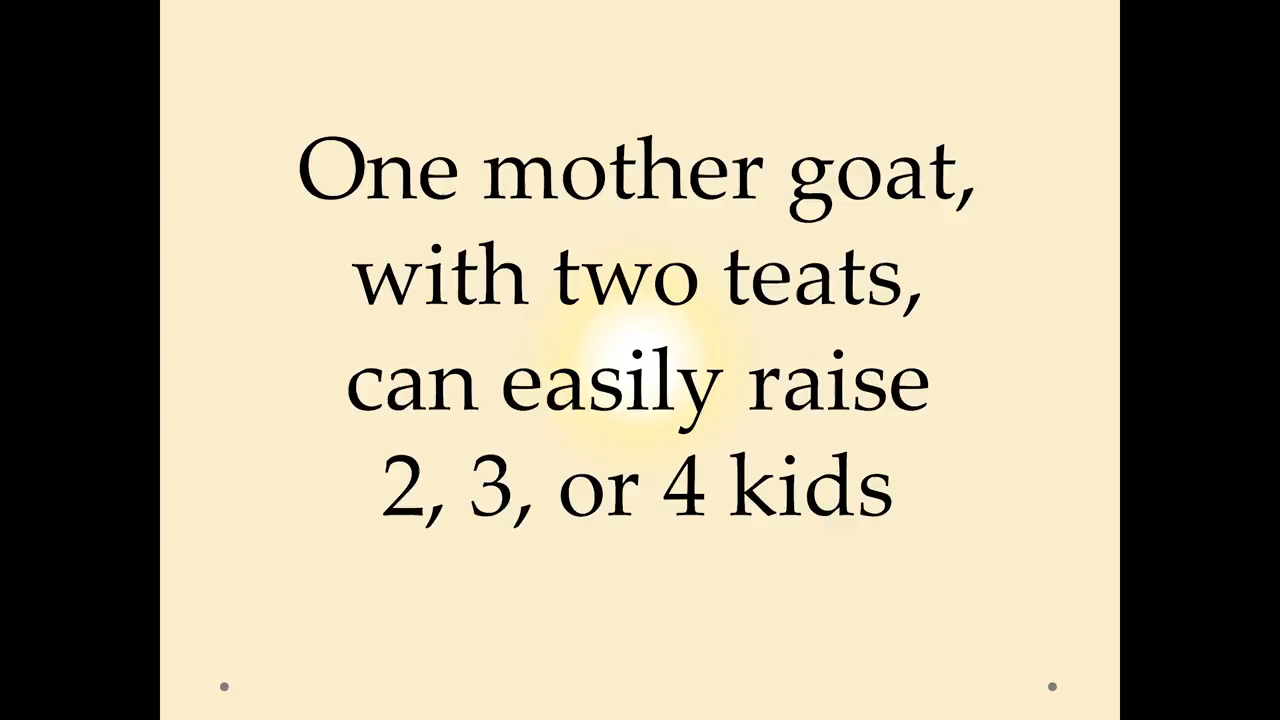 One mother goat,
with two teats,
can easily raise
2, 3, or 4 kids